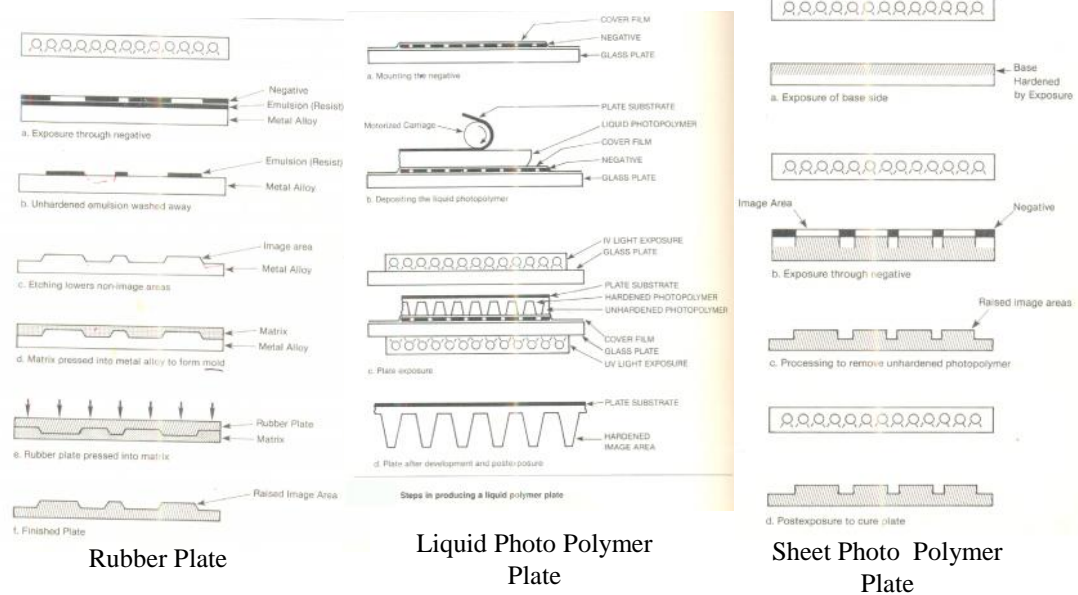 Negative
Emulsion (Resist)
Metal Alloy
a. Exposure through negative
Emulsion (Resist)
Metal Alloy
b. Unhardened emulsion washed away
Image area
Metal Alloy
c. Etching lowers non-image areas
Matrix
Metal Alloy
d. Matrix pressed into metal alloy to form mold
Rubber Plate
Matrix
e. Rubber plate pressed into matrix
Raised Image Area
f. Finished Plate
Rubber Plate
COVER FILM
NEGATIVE
GLASS PLATE
a. Mounting the negative
PLATE SUBSTRATE
Motorized Carriage
LIQUID PHOTOPOLYMER
COVER FILM
NEGATIVE
GLASS PLATE
b. Depositing the liquid photopolymer
IV LIGHT EXPOSURE
GLASS PLATE
PLATE SUBSTRATE
HARDENED PHOTOPOLYMER
UNHARDENED PHOTOPOLYMER
COVER FILM
GLASS PLATE
UV LIGHT EXPOSURE
c. Plate exposure
PLATE SUBSTRATE
HARDENED
IMAGE AREA
d. Plate after development and postexposure
Steps in producing a liquid polymer plate
Liquid Photo Polymer
Plate
Base
Hardened
by Exposure
a. Exposure of base side
Image Area
Negative
b. Exposure through negative
Raised image areas
c. Processing to remove unhardened photopolymer
d. Postexposure to cure plate
Sheet Photo Polymer
Plate